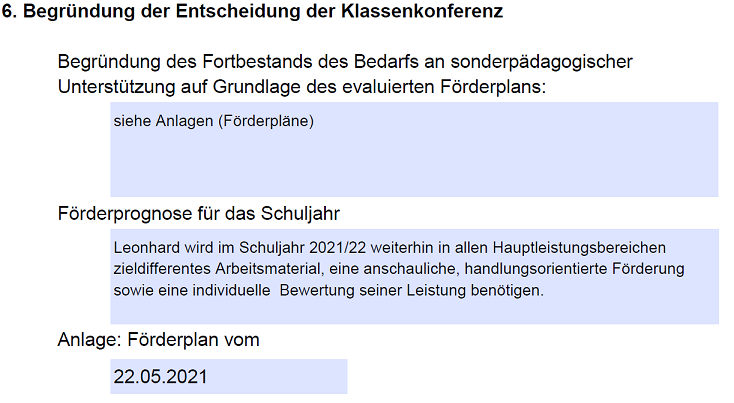 6. Begründung der Entscheidung der Klassenkonferenz
Begründung des Fortbestands des Bedarfs an sonderpädagogischer
Unterstützung auf Grundlage des evaluierten Förderplans:
siehe Anlagen (Förderpläne)
Förderprognose für das Schuljahr
Leonhard wird im Schuljahr 2021/22 weiterhin in allen Hauptleistungsbereichen
zieldifferentes Arbeitsmaterial, eine anschauliche, handlungsorientierte Förderung
sowie eine individuelle  Bewertung seiner Leistung benötigen.
Anlage: Förderplan vom
22.05.2021